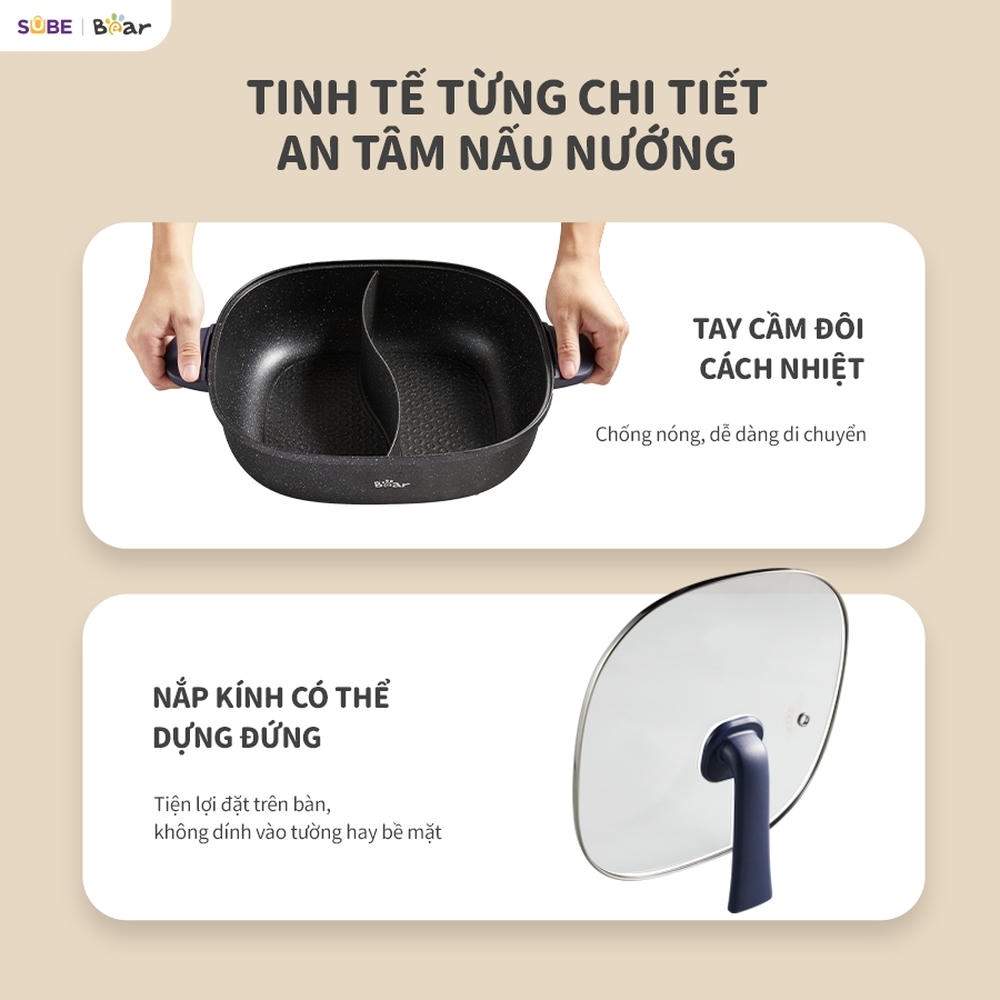 SUBE | Bear
TINH TẾ TỪNG CHI TIẾT
AN TÂM NẤU NƯỚNG
TAY CẦM ĐÔI
CÁCH NHIỆT
Chống nóng, dễ dàng di chuyển
Bear
NẮP KÍNH CÓ THỂ
DỰNG ĐỨNG
Tiện lợi đặt trên bàn,
không dính vào tường hay bề mặt